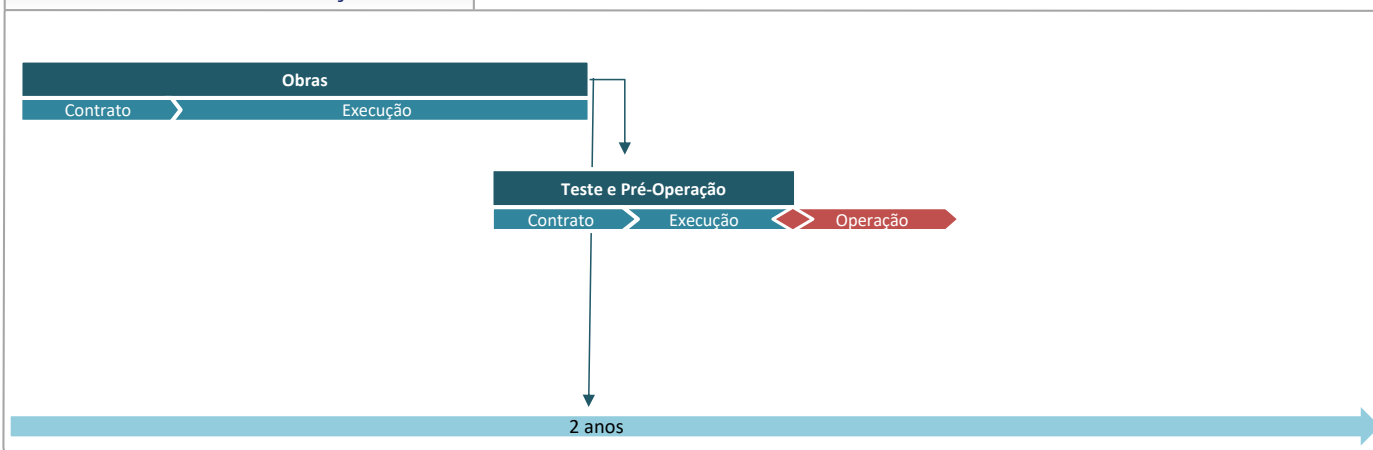 Obras
Contrato Execução
Teste e Pré-Operação
Contrato Execução Operação
2 anos